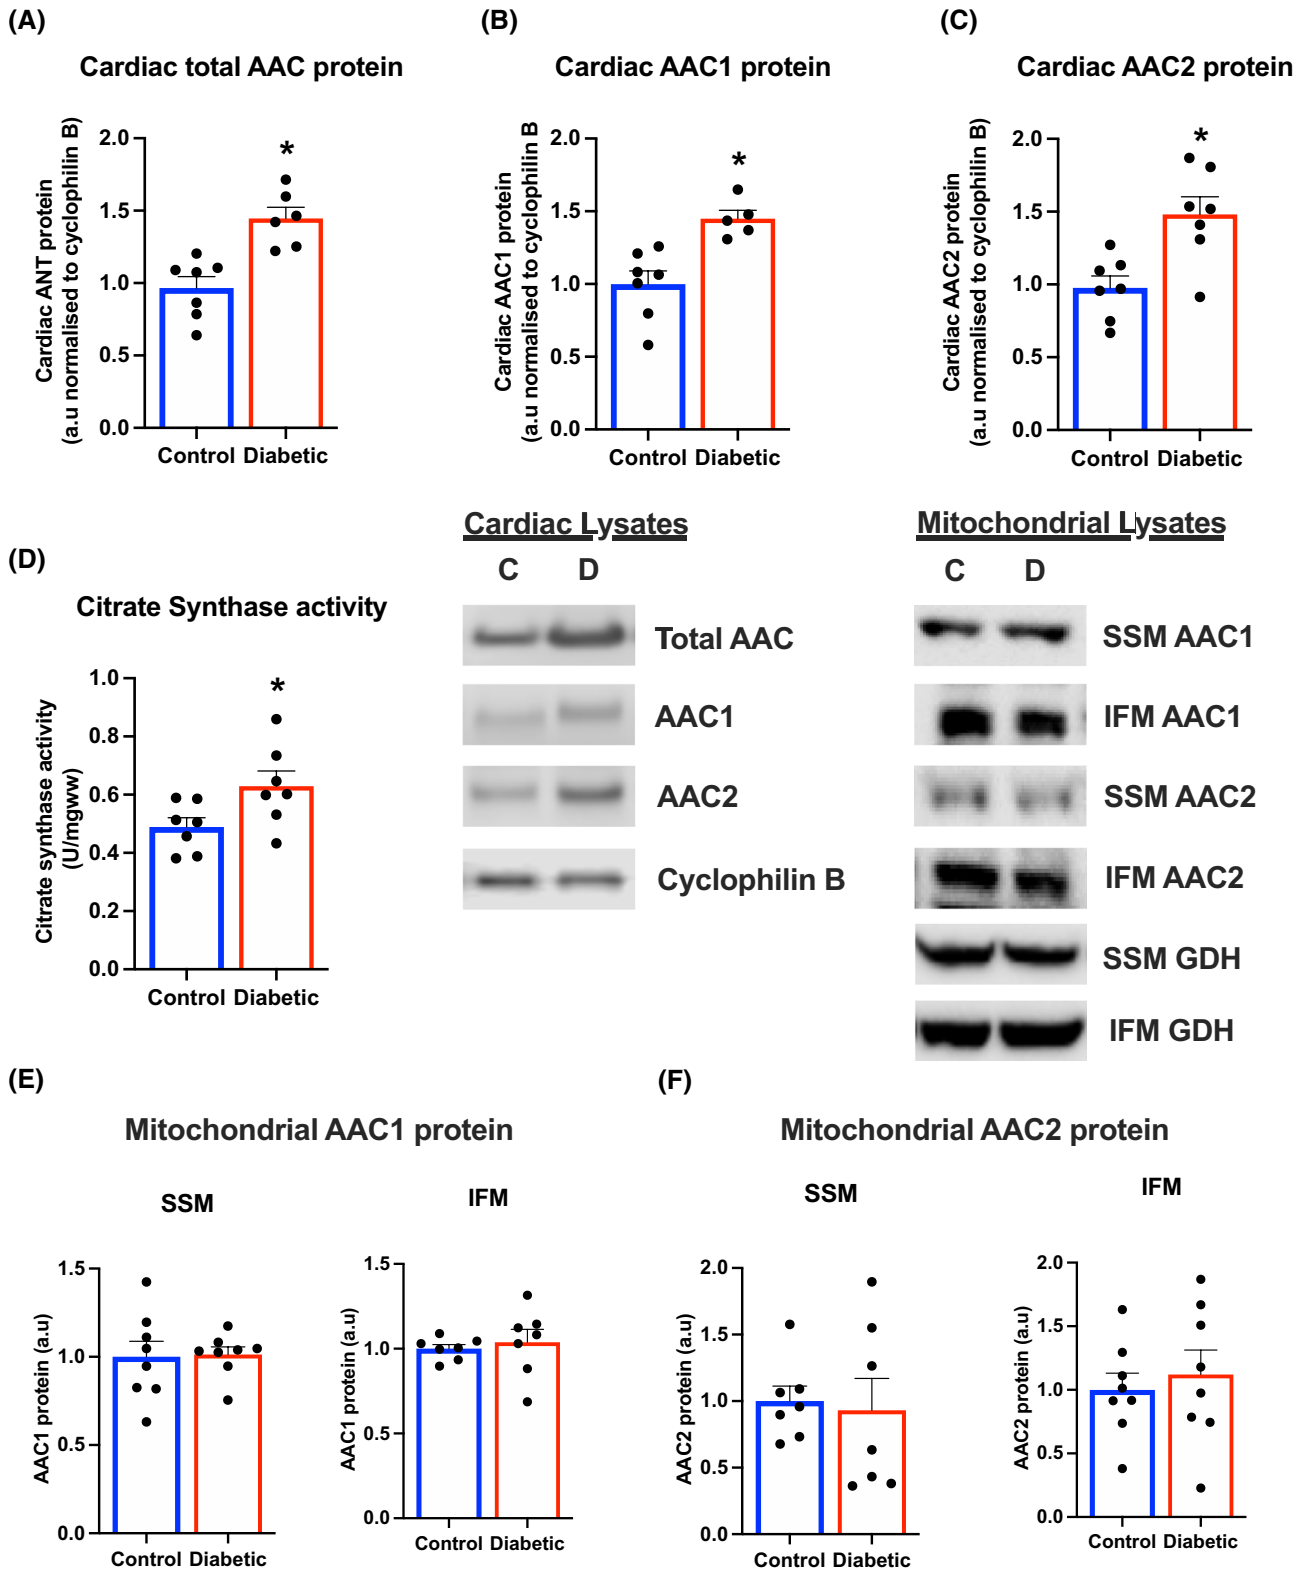 (A)
Cardiac total AAC protein
Cardiac ANT protein
(a.u normalised to cyclophilin B)
2.0
1.5
1.0
0.5
0.0
*
Control Diabetic
(B)
Cardiac AAC1 protein
Cardiac AAC1 protein
(a.u normalised to cyclophilin B
2.0
1.5
1.0
0.5
0.0
*
Control Diabetic
(C)
Cardiac AAC2 protein
Cardiac AAC2 protein
(a.u normalised to cyclophilin B)
2.0
1.5
1.0
0.5
0.0
*
Control Diabetic
(D)
Citrate Synthase activity
Citrate synthase activity
(U/mgww)
1.0
0.8
0.6
0.4
0.2
0.0
*
Control Diabetic
Cardiac Lysates
C D
Total AAC
AAC1
AAC2
Cyclophilin B
Mitochondrial Lysates
C D
SSM AAC1
IFM AAC1
SSM AAC2
IFM AAC2
SSM GDH
IFM GDH
(E)
Mitochondrial AAC1 protein
SSM
AAC1 protein (a.u)
1.5
1.0
0.5
0.0
Control Diabetic
IFM
AAC1 protein (a.u)
1.5
1.0
0.5
0.0
Control Diabetic
(F)
Mitochondrial AAC2 protein
SSM
AAC2 protein (a.u)
2.0
1.5
1.0
0.5
0.0
Control Diabetic
IFM
AAC2 protein (a.u)
2.0
1.5
1.0
0.5
0.0
Control Diabetic